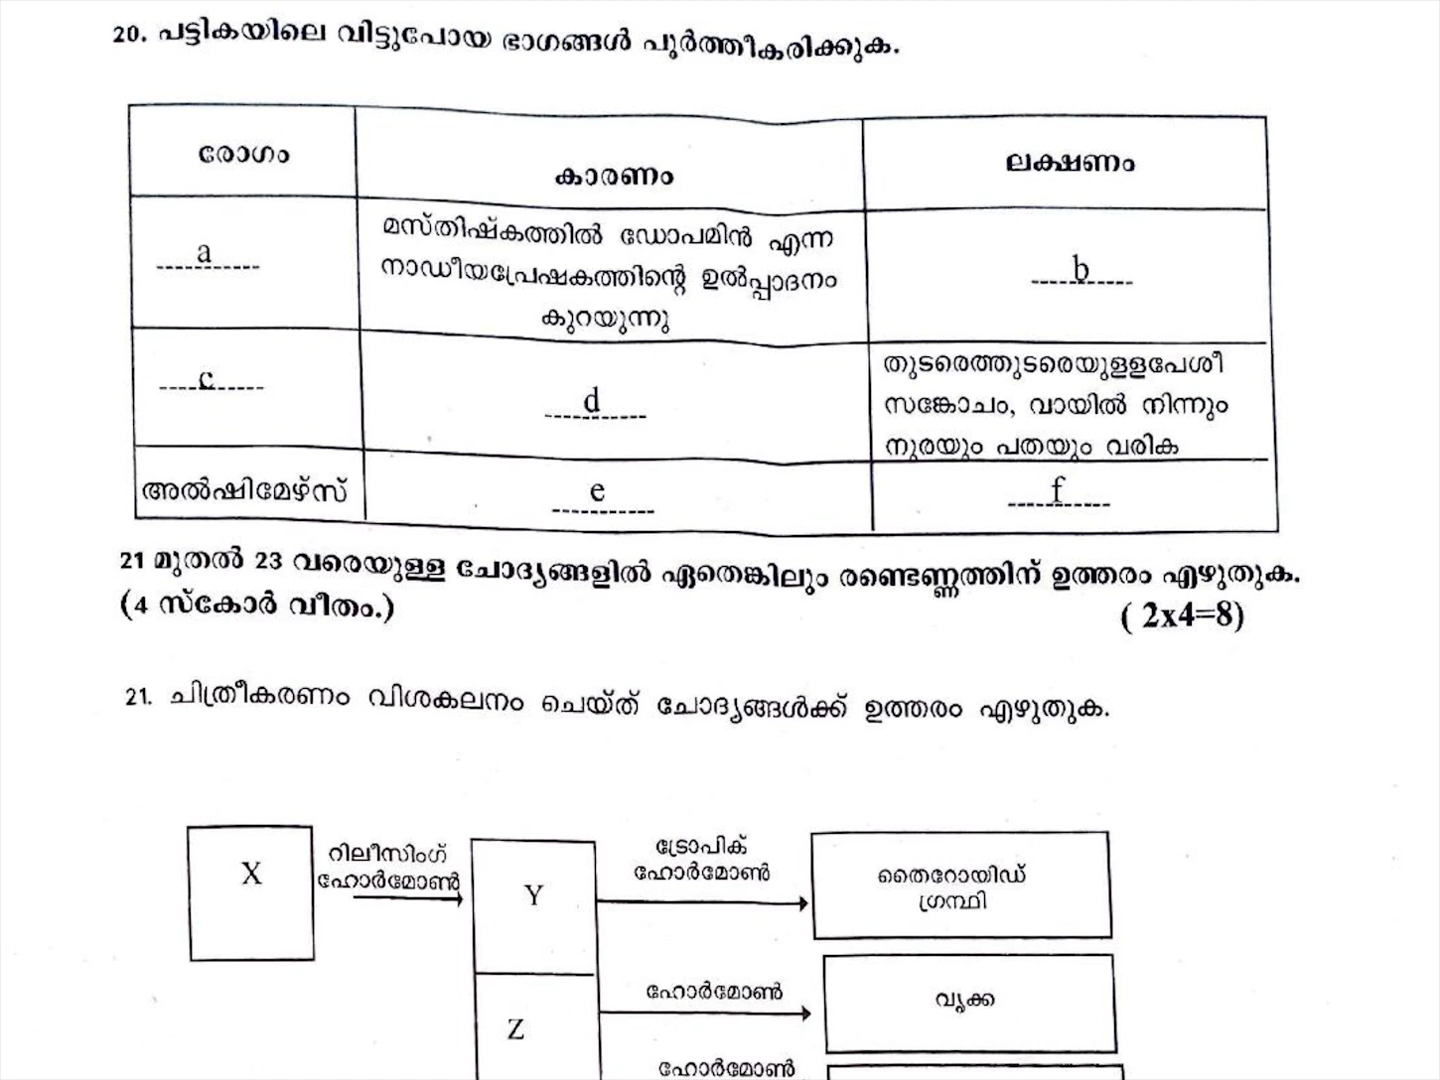 20. പട്ടികയിലെ വിട്ടുപോയ ഭാഗങ്ങൾ പൂർത്തീകരിക്കുക.
രോഗം
കാരണം
ലക്ഷണം
a
മസ്തിഷ്കത്തിൽ ഡോപമിൻ എന്ന
നാഡീയപ്രേഷകത്തിന്റെ ഉൽപ്പാദനം
കുറയുന്നു
b
c
d
തുടരെത്തുടരെയുള്ളപേശീ
സങ്കോചം, വായിൽ നിന്നും
നുരയും പതയും വരിക
അൽഷിമേഴ്സ്
e
f
21 മുതൽ 23 വരെയുള്ള ചോദ്യങ്ങളിൽ ഏതെങ്കിലും രണ്ടെണ്ണത്തിന് ഉത്തരം എഴുതുക.
(4 സ്കോർ വീതം.) ( 2x4=8)
21. ചിത്രീകരണം വിശകലനം ചെയ്ത് ചോദ്യങ്ങൾക്ക് ഉത്തരം എഴുതുക.
X
റിലീസിംഗ്
ഹോർമോൺ
Y
ട്രോപിക്
ഹോർമോൺ
തൈറോയിഡ്
ഗ്രന്ഥി
Z
ഹോർമോൺ
വൃക്ക
ഹോർമോൺ